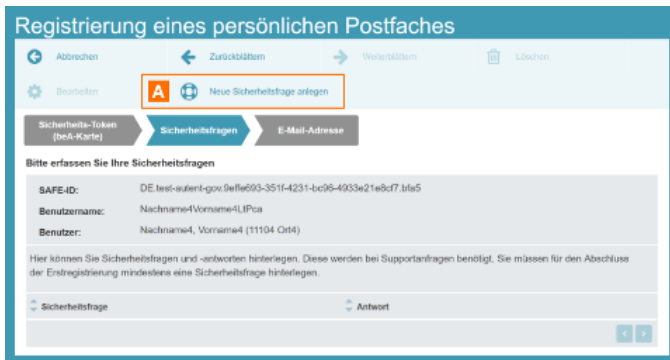 Registrierung eines persönlichen Postfaches
Abbrechen Zurückblättern Weiterblättern Löschen
Bearbeiten A Neue Sicherheitsfrage anlegen
Sicherheits-Token
(beA-Karte) Sicherheitsfragen E-Mail-Adresse
Bitte erfassen Sie Ihre Sicherheitsfragen
SAFE-ID: DE.test-autent-gov.9effe693-351f-4231-bc96-4933e21e8cf7.bfa5
Benutzername: Nachname4Vorname4LtPca
Benutzer: Nachname4, Vorname4 (11104 Ort4)
Hier können Sie Sicherheitsfragen und -antworten hinterlegen. Diese werden bei Supportanfragen benötigt. Sie müssen für den Abschluss
der Erstregistrierung mindestens eine Sicherheitsfrage hinterlegen.
Sicherheitsfrage Antwort